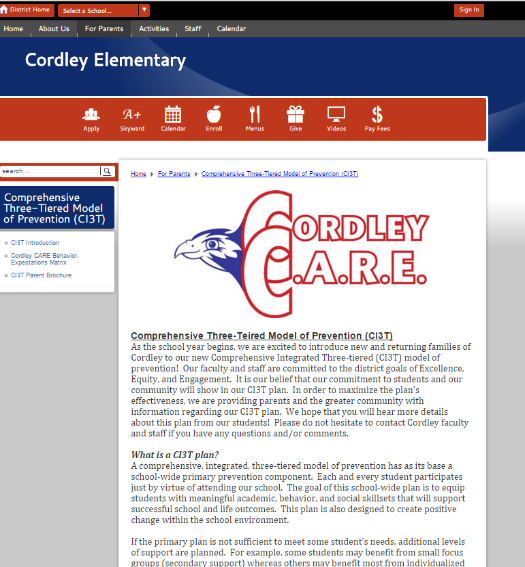 District Home
Select a School...
Sign In
Home
About Us
For Parents
Activities
Staff
Calendar
Cordley Elementary
A+
$
Apply
Skyward
Calendar
Enroll
Menus
Give
Videos
Pay Fees
search...
Home
For Parents
Comprehensive Three-Tiered Model of Prevention (CI3T)
Comprehensive
Three-Tiered Model
of Prevention (CI3T)
CI3T Introduction
Cordley CARE Behavior
Expectations Matrix
CI3T Parent Brochure
CORDLEY
C.A.R.E.
Comprehensive Three-Teired Model of Prevention (CI3T)
As the school year begins, we are excited to introduce new and returning families of
Cordley to our new Comprehensive Integrated Three-tiered (CI3T) model of
prevention! Our faculty and staff are committed to the district goals of Excellence,
Equity, and Engagement. It is our belief that our commitment to students and our
community will show in our CI3T plan. In order to maximize the plan's
effectiveness, we are providing parents and the greater community with
information regarding our CI3T plan. We hope that you will hear more details
about this plan from our students! Please do not hesitate to contact Cordley faculty
and staff if you have any questions and/or comments.
What is a CI3T plan?
A comprehensive, integrated, three-tiered model of prevention has as its base a
school-wide primary prevention component. Each and every student participates
just by virtue of attending our school. The goal of this school-wide plan is to equip
students with meaningful academic, behavior, and social skillsets that will support
successful school and life outcomes. This plan is also designed to create positive
change within the school environment.
If the primary plan is not sufficient to meet some student's needs, additional levels
of support are planned. For example, some students may benefit from small focus
groups (secondary support) whereas others may benefit most from individualized